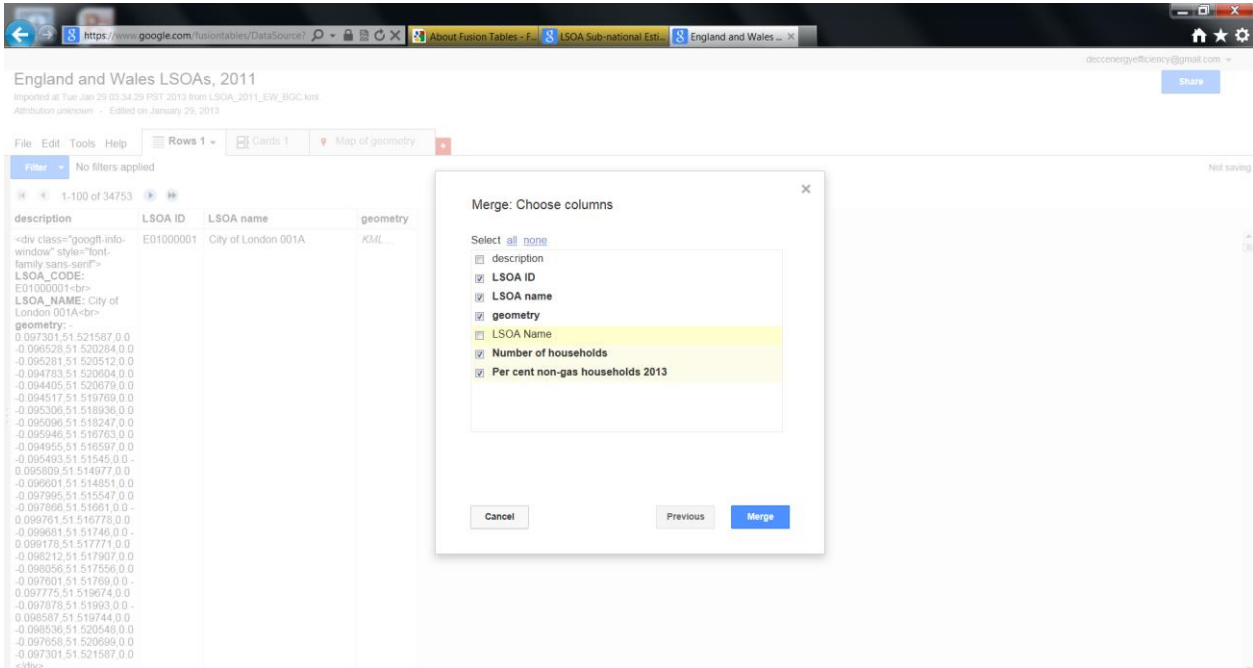 https://www.google.com/fusiontables/DataSource?
About Fusion Tables - F...
LSOA Sub-national Esti...
England and Wales ...
deccenergyefficiency@gmail.com
England and Wales LSOAs, 2011
Share
Imported at Tue Jan 29 03:34:29 PST 2013 from LSOA_2011_EW_BGC.kml
Attribution unknown - Edited on January 29, 2013
File Edit Tools Help
Rows 1
Cards 1
Map of geometry
Filter
No filters applied
Not saving
1-100 of 34753
description LSOA ID LSOA name geometry
<div class="googft-info-
window" style="font-
family:sans-serif">
LSOA_CODE:
E01000001<br>
LSOA_NAME: City of
London 001A<br>
geometry: -
0.097301,51.521587,0.0
-0.096528,51.520284,0.0
-0.095281,51.520512,0.0
-0.094783,51.520604,0.0
-0.094405,51.520679,0.0
-0.094517,51.519769,0.0
-0.095306,51.518936,0.0
-0.095096,51.518247,0.0
-0.095946,51.516763,0.0
-0.094955,51.516597,0.0
-0.095493,51.51545,0.0 -
0.095809,51.514977,0.0
-0.096601,51.514851,0.0
-0.097995,51.515547,0.0
-0.097866,51.51661,0.0 -
0.099761,51.516778,0.0
-0.099681,51.51746,0.0 -
0.099178,51.517771,0.0
-0.098212,51.517907,0.0
-0.098056,51.517556,0.0
-0.097601,51.51769,0.0 -
0.097775,51.519674,0.0
-0.097878,51.51993,0.0 -
0.098587,51.519744,0.0
-0.098536,51.520548,0.0
-0.097658,51.520699,0.0
-0.097301,51.521587,0.0
</div>
E01000001
City of London 001A
KML...
Merge: Choose columns
Select all none
description
LSOA ID
LSOA name
geometry
LSOA Name
Number of households
Per cent non-gas households 2013
Cancel
Previous
Merge